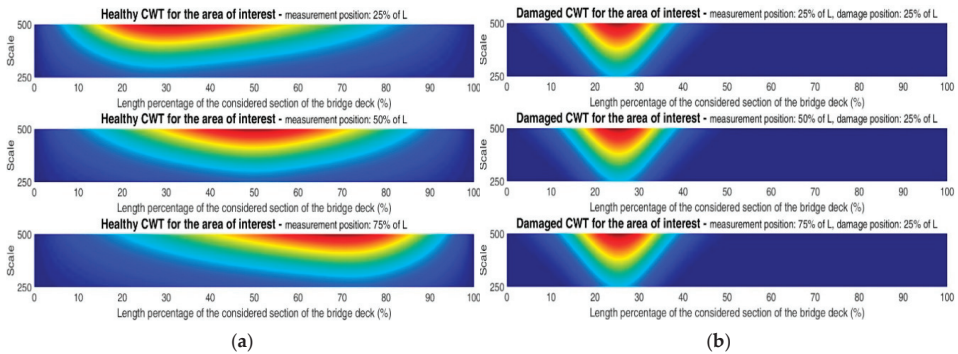 Healthy CWT for the area of interest - measurement position: 25% of L
Scale
500
250
0 10 20 30 40 50 60 70 80 90 100
Length percentage of the considered section of the bridge deck (%)
Healthy CWT for the area of interest - measurement position: 50% of L
Scale
500
250
0 10 20 30 40 50 60 70 80 90 100
Length percentage of the considered section of the bridge deck (%)
Healthy CWT for the area of interest - measurement position: 75% of L
Scale
500
250
0 10 20 30 40 50 60 70 80 90 100
Length percentage of the considered section of the bridge deck (%)
(a)
Damaged CWT for the area of interest - measurement position: 25% of L, damage position: 25% of L
Scale
500
250
0 10 20 30 40 50 60 70 80 90 100
Length percentage of the considered section of the bridge deck (%)
Damaged CWT for the area of interest - measurement position: 50% of L, damage position: 25% of L
Scale
500
250
0 10 20 30 40 50 60 70 80 90 100
Length percentage of the considered section of the bridge deck (%)
Damaged CWT for the area of interest - measurement position: 75% of L, damage position: 25% of L
Scale
500
250
0 10 20 30 40 50 60 70 80 90 100
Length percentage of the considered section of the bridge deck (%)
(b)